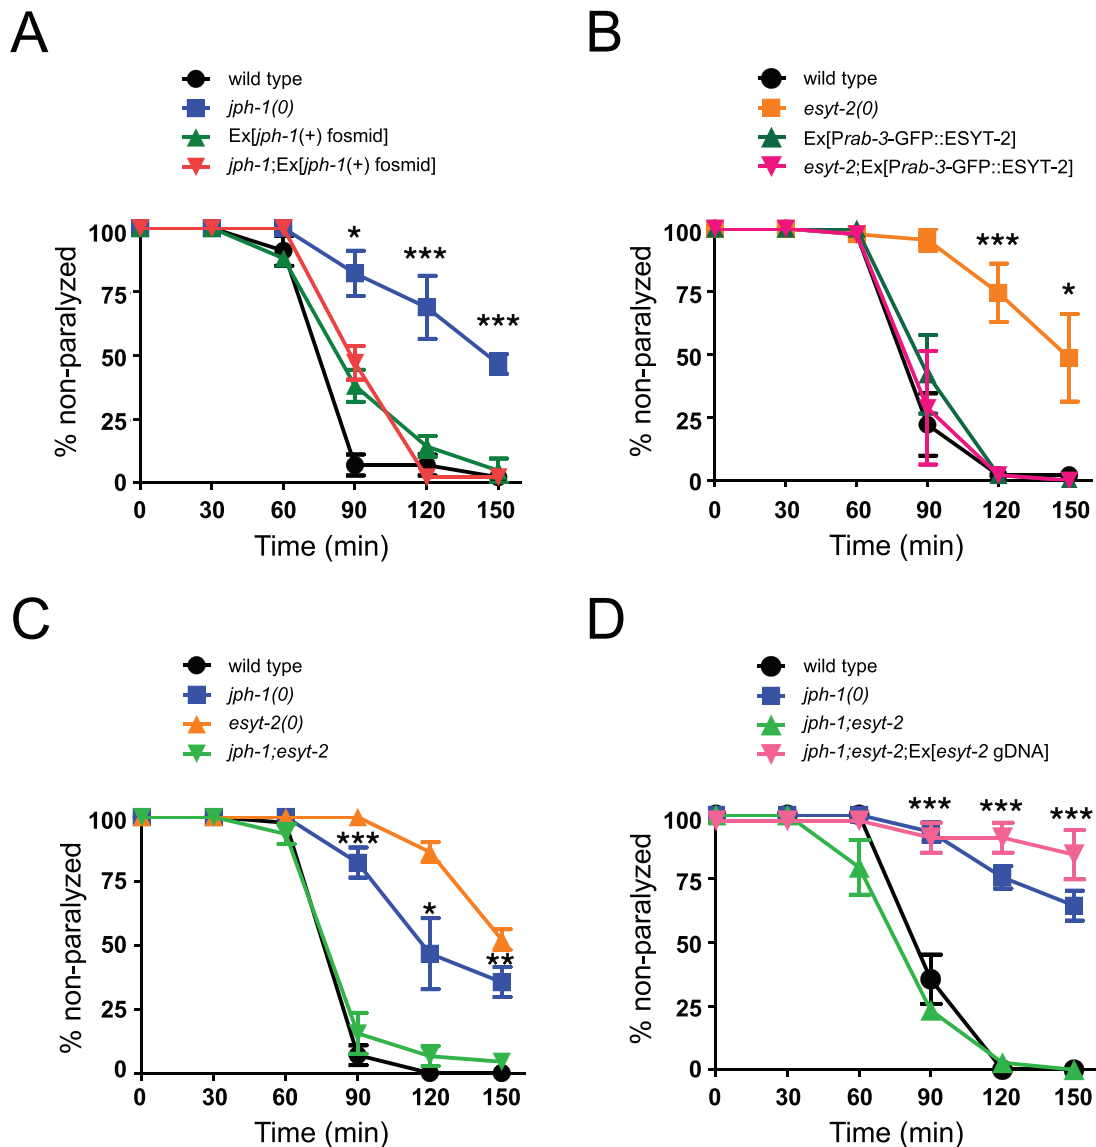 A
wild type
jph-1(0)
Ex[jph-1(+) fosmid]
jph-1;Ex[jph-1(+) fosmid]
% non-paralyzed
100
75
50
25
0
*
***
***
0 30 60 90 120 150
Time (min)
B
wild type
esyt-2(0)
Ex[Prab-3-GFP::ESYT-2]
esyt-2;Ex[Prab-3-GFP::ESYT-2]
% non-paralyzed
100
75
50
25
0
***
*
0 30 60 90 120 150
Time (min)
C
wild type
jph-1(0)
esyt-2(0)
jph-1;esyt-2
% non-paralyzed
100
75
50
25
0
***
*
**
0 30 60 90 120 150
Time (min)
D
wild type
jph-1(0)
jph-1;esyt-2
jph-1;esyt-2;Ex[esyt-2 gDNA]
% non-paralyzed
100
75
50
25
0
*** *** ***
0 30 60 90 120 150
Time (min)